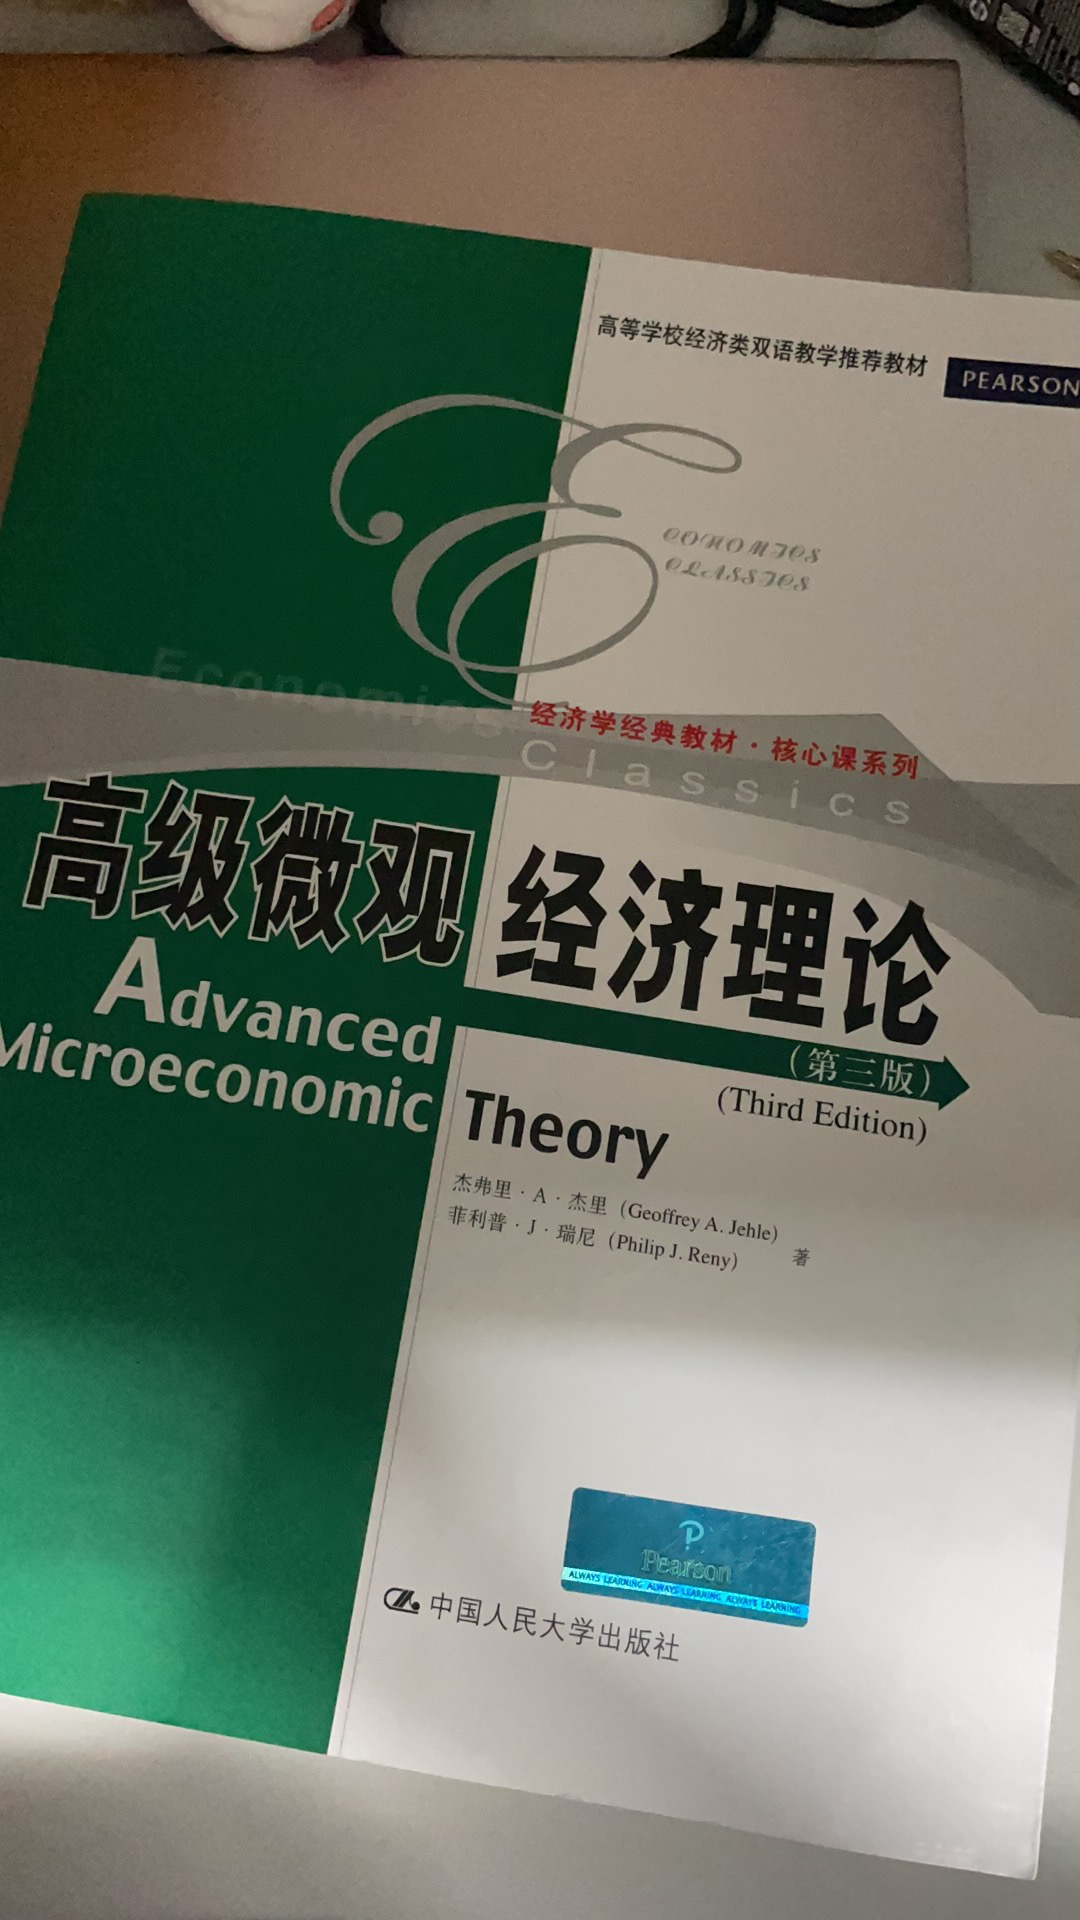 高等学校经济类双语教学推荐教材
PEARSON
ECONOMICS
CLASSICS
Economics
经济学经典教材·核心课系列
Classics
高级微观经济理论
(第三版)
Advanced
Microeconomic Theory
(Third Edition)
杰弗里·A·杰里 (Geoffrey A. Jehle)
菲利普·J·瑞尼 (Philip J. Reny)
著
Pearson
ALWAYS LEARNING ALWAYS LEARNING ALWAYS LEARNING
中国人民大学出版社